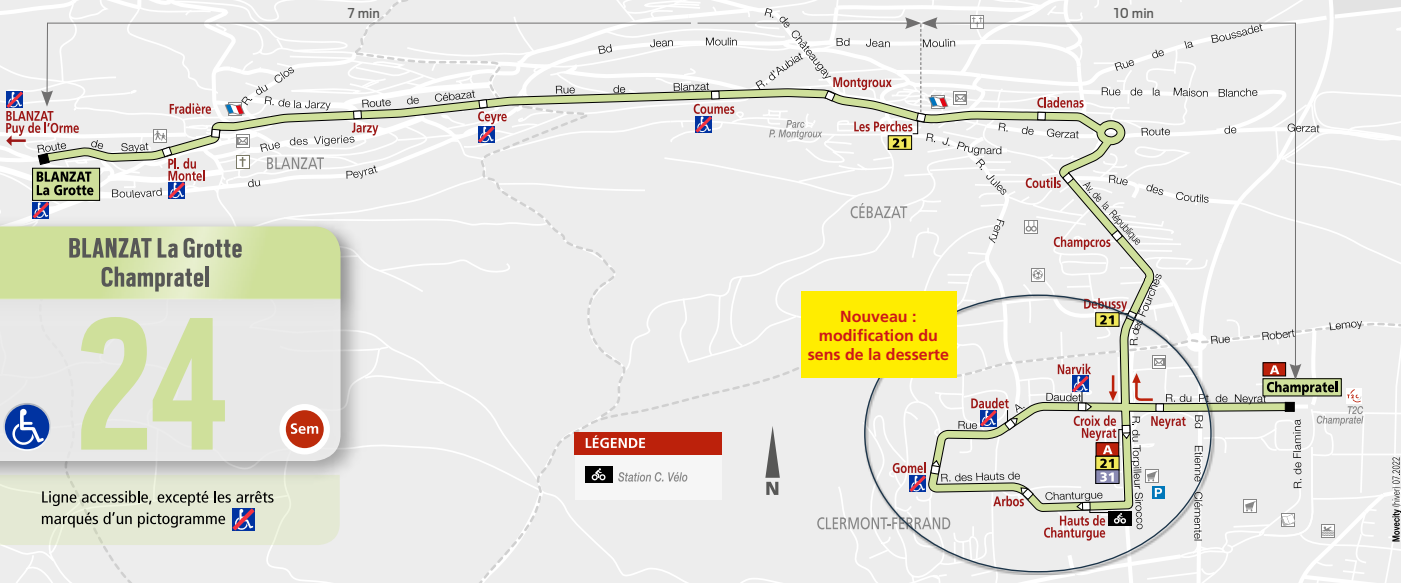 7 min
10 min
R. de Châteaugay
Bd Jean Moulin
Bd Jean Moulin
Rue de la Boussadet
R. du Clos
R. d'Aubiat
Montgroux
BLANZAT
Puy de l'Orme
Fradière
R. de la Jarzy
Route de Cébazat
Rue de Blanzat
Rue de la Maison Blanche
Jarzy
Ceyre
Coumes
Parc
P. Montgroux
Les Perches
21
Cladenas
R. de Gerzat
Route de Gerzat
Route de Sayat
Rue des Vigeries
BLANZAT
R. J. Prugnard
Pl. du
Montel
BLANZAT
La Grotte
Boulevard du Peyrat
R. Jules Ferry
Coutils
Rue des Coutils
Av. de la République
CÉBAZAT
Champcros
BLANZAT La Grotte
Champratel
24
Sem
Ligne accessible, excepté les arrêts
marqués d'un pictogramme
Nouveau :
modification du
sens de la desserte
Debussy
21
R. des Fourches
Rue Robert Lemoy
Narvik
A
Champratel
T2C
T2C
Champratel
Daudet
Rue A. Daudet
R. du Pt de Neyrat
Croix de
Neyrat
A
21
31
Neyrat
Bd Etienne Clémentel
R. du Torpilleur Sirocco
R. de Flamina
LÉGENDE
Station C. Vélo
N
Gomel
R. des Hauts de Chanturgue
Arbos
Hauts de
Chanturgue
P
CLERMONT-FERRAND
Movecity (hiver) 07.2022